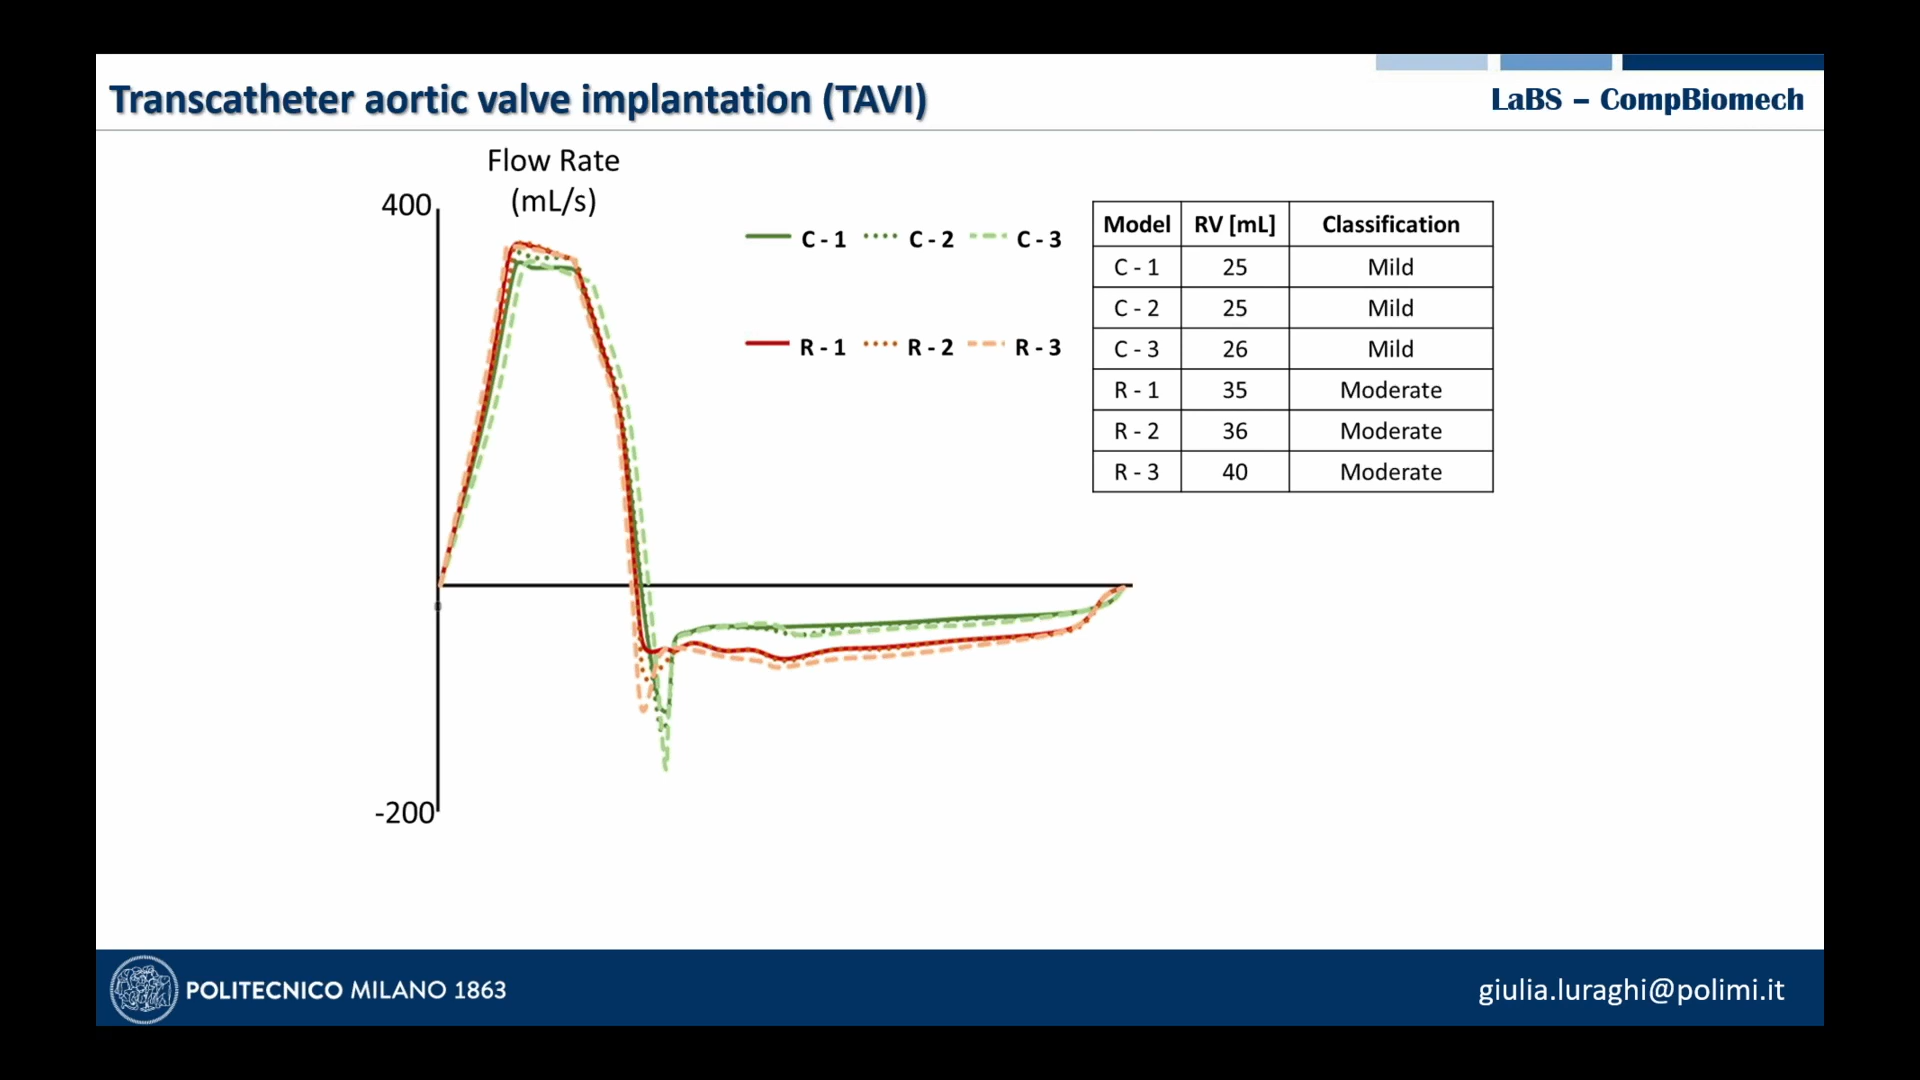 Transcatheter aortic valve implantation (TAVI)
LaBS – CompBiomech
Flow Rate
(mL/s)
400
-200
C - 1 C - 2 C - 3
R - 1 R - 2 R - 3
Model RV [mL] Classification
C - 1 25 Mild
C - 2 25 Mild
C - 3 26 Mild
R - 1 35 Moderate
R - 2 36 Moderate
R - 3 40 Moderate
POLITECNICO MILANO 1863
giulia.luraghi@polimi.it